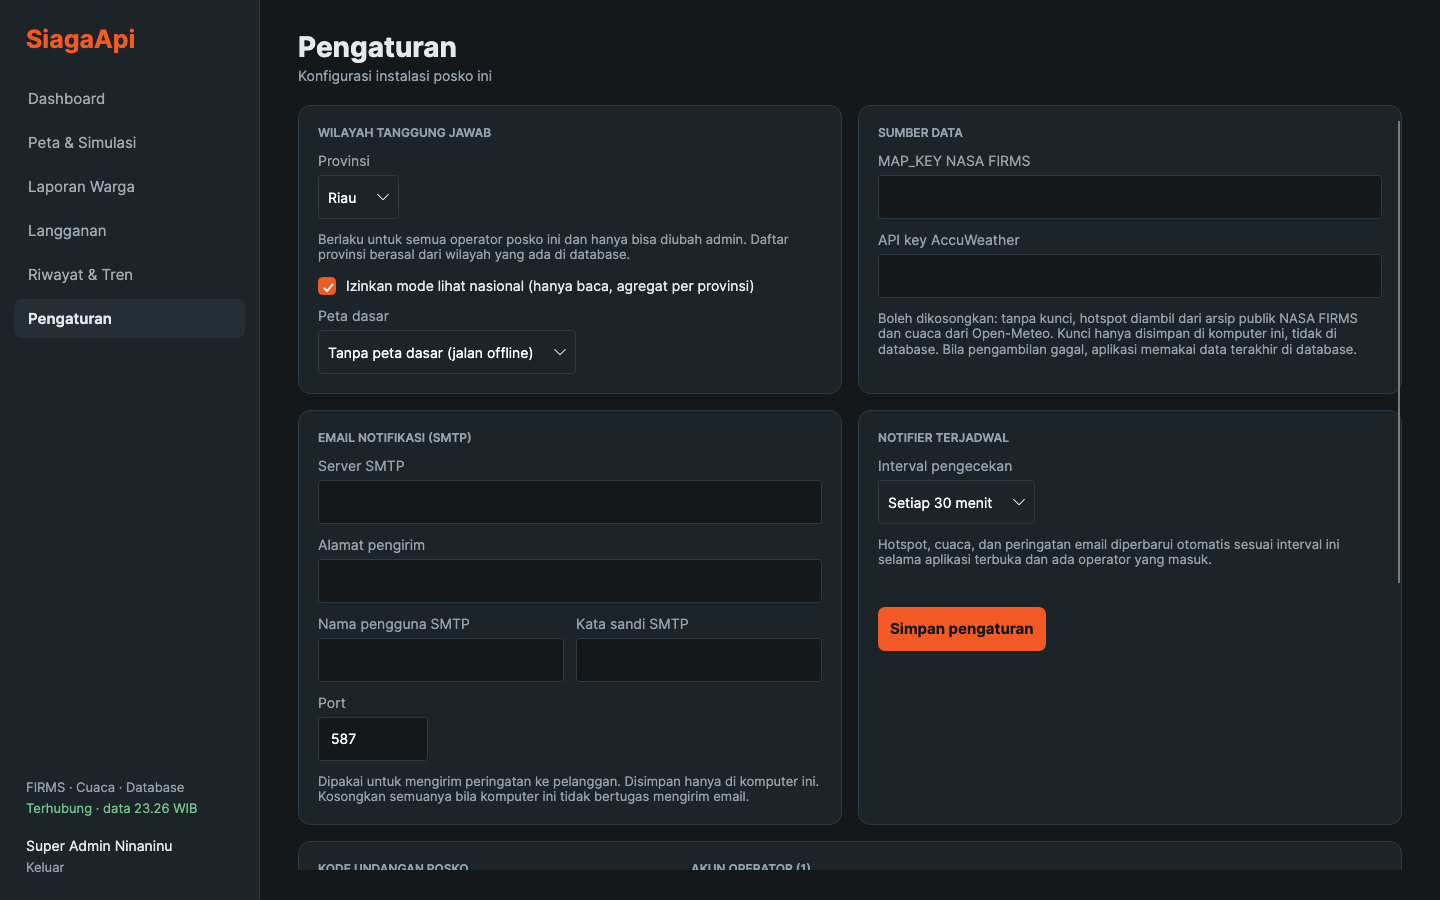 SiagaApi
Dashboard
Peta & Simulasi
Laporan Warga
Langganan
Riwayat & Tren
Pengaturan
FIRMS · Cuaca · Database
Terhubung · data 23.26 WIB
Super Admin Ninaninu
Keluar
Pengaturan
Konfigurasi instalasi posko ini
WILAYAH TANGGUNG JAWAB
Provinsi
Riau
Berlaku untuk semua operator posko ini dan hanya bisa diubah admin. Daftar
provinsi berasal dari wilayah yang ada di database.
Izinkan mode lihat nasional (hanya baca, agregat per provinsi)
Peta dasar
Tanpa peta dasar (jalan offline)
SUMBER DATA
MAP_KEY NASA FIRMS
API key AccuWeather
Boleh dikosongkan: tanpa kunci, hotspot diambil dari arsip publik NASA FIRMS
dan cuaca dari Open-Meteo. Kunci hanya disimpan di komputer ini, tidak di
database. Bila pengambilan gagal, aplikasi memakai data terakhir di database.
EMAIL NOTIFIKASI (SMTP)
Server SMTP
Alamat pengirim
Nama pengguna SMTP
Kata sandi SMTP
Port
587
Dipakai untuk mengirim peringatan ke pelanggan. Disimpan hanya di komputer ini.
Kosongkan semuanya bila komputer ini tidak bertugas mengirim email.
NOTIFIER TERJADWAL
Interval pengecekan
Setiap 30 menit
Hotspot, cuaca, dan peringatan email diperbarui otomatis sesuai interval ini
selama aplikasi terbuka dan ada operator yang masuk.
Simpan pengaturan
KODE UNDANGAN POSKO
AKUN OPERATOR (1)